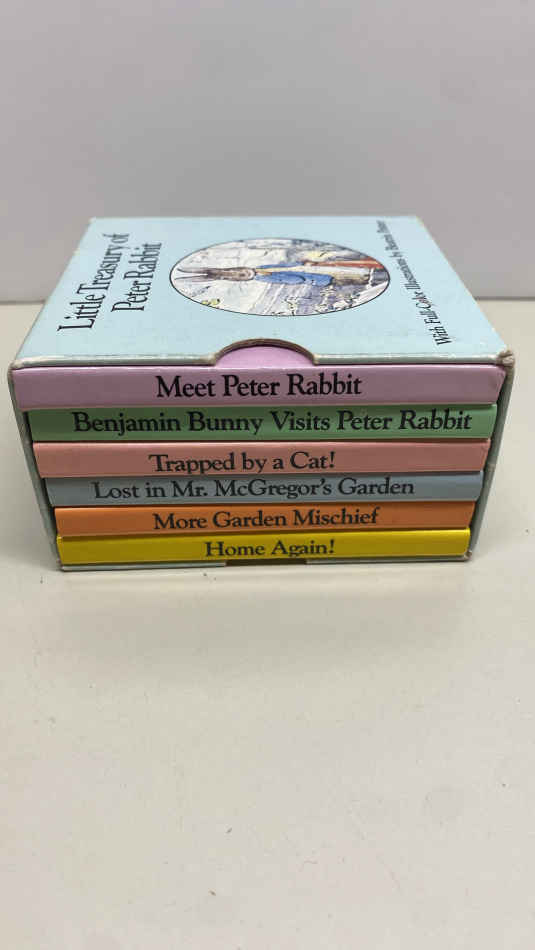 Little Treasury of
Peter Rabbit
With Full-Color Illustrations by Beatrix Potter
Meet Peter Rabbit
Benjamin Bunny Visits Peter Rabbit
Trapped by a Cat!
Lost in Mr. McGregor's Garden
More Garden Mischief
Home Again!